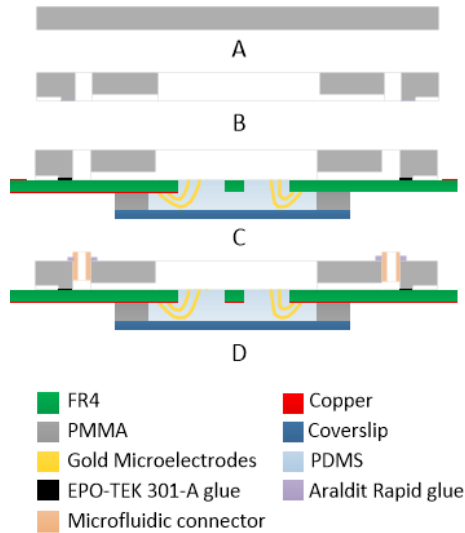 A
B
C
D
FR4
Copper
PMMA
Coverslip
Gold Microelectrodes
PDMS
EPO-TEK 301-A glue
Araldit Rapid glue
Microfluidic connector